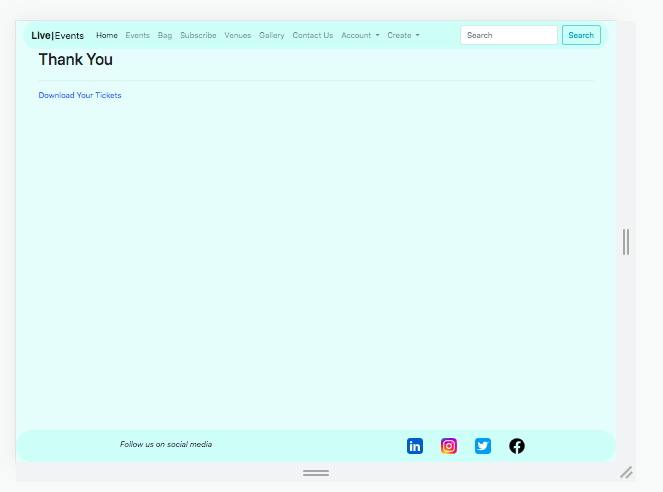 Live|Events Home Events Bag Subscribe Venues Gallery Contact Us Account Create Search Search
Thank You
Download Your Tickets
Follow us on social media in